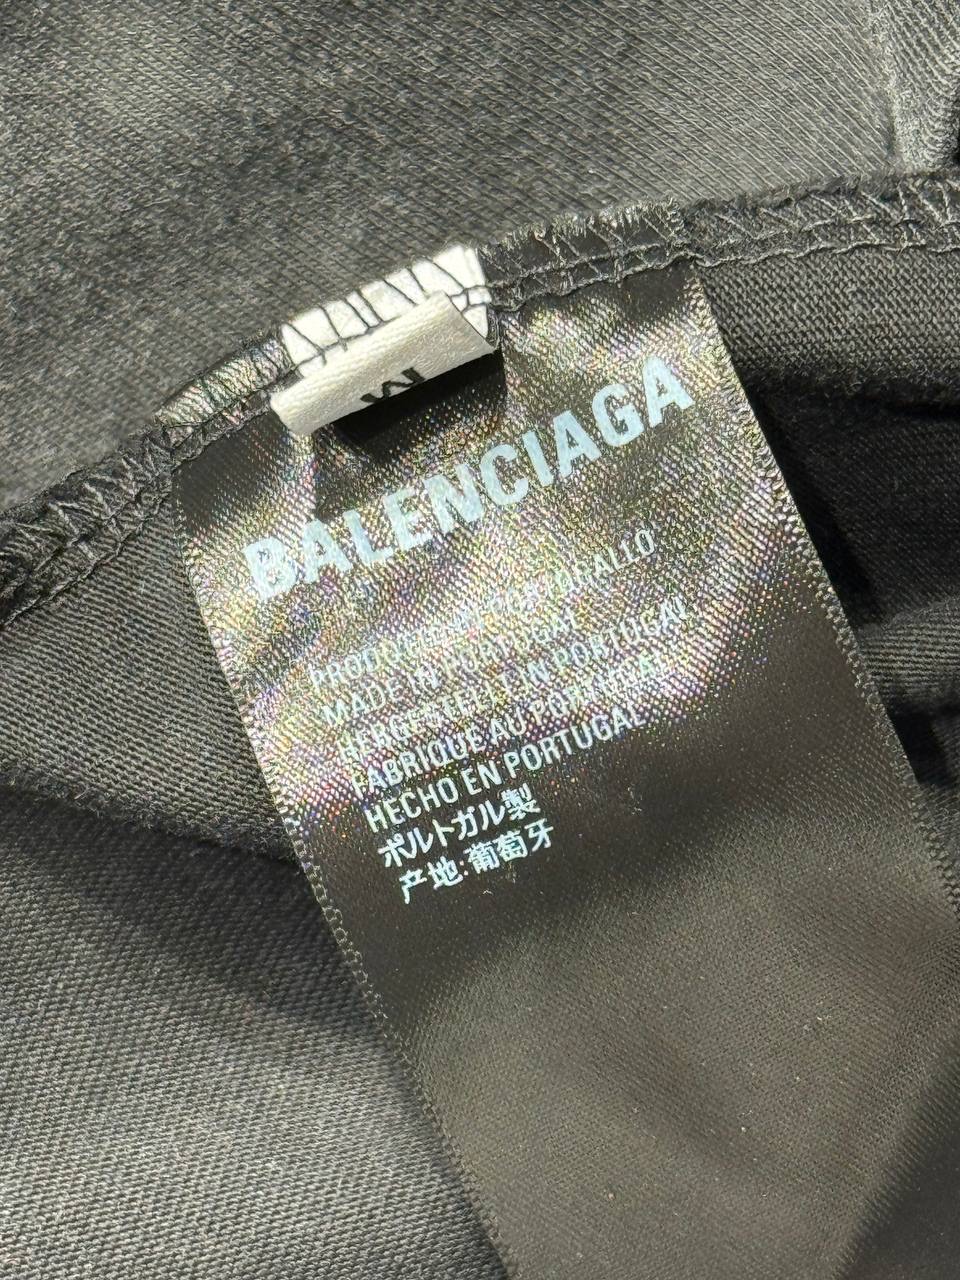 M
BALENCIAGA
PRODOTTO IN PORTOGALLO
MADE IN PORTUGAL
HERGESTELLT IN PORTUGAL
FABRIQUE AU PORTUGAL
HECHO EN PORTUGAL
ポルトガル製
产地:葡萄牙